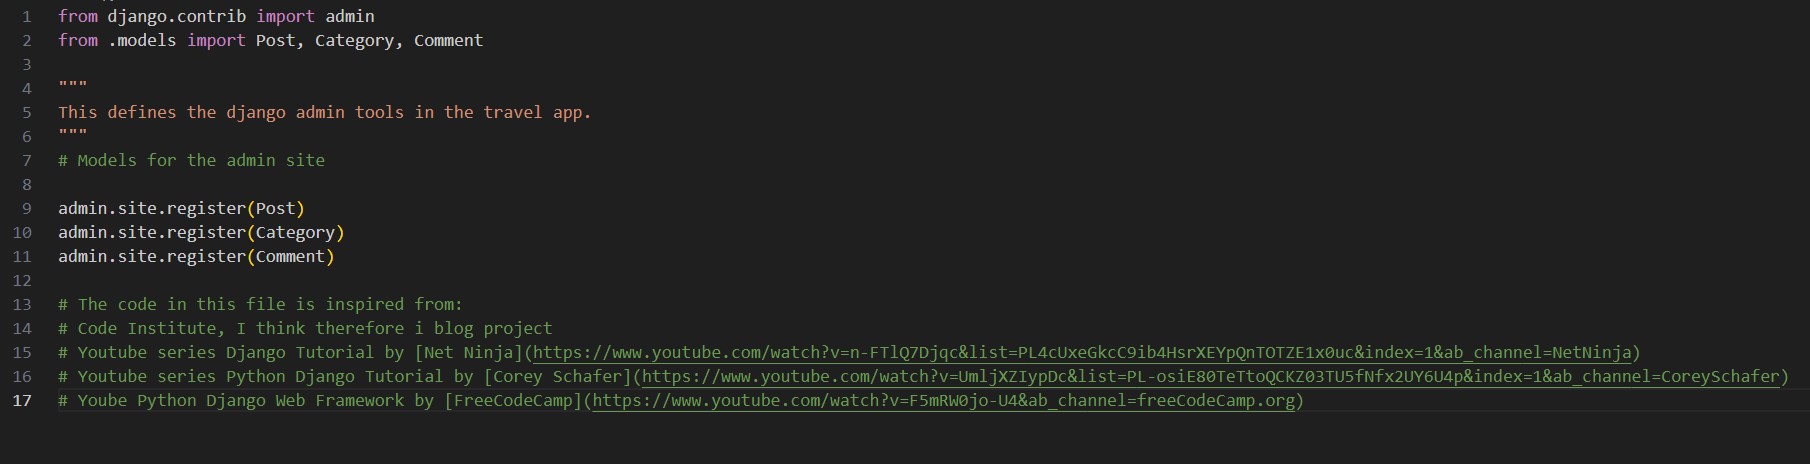 1 from django.contrib import admin
2 from .models import Post, Category, Comment
3
4 """
5 This defines the django admin tools in the travel app.
6 """
7 # Models for the admin site
8
9 admin.site.register(Post)
10 admin.site.register(Category)
11 admin.site.register(Comment)
12
13 # The code in this file is inspired from:
14 # Code Institute, I think therefore i blog project
15 # Youtube series Django Tutorial by [Net Ninja](https://www.youtube.com/watch?v=n-FTlQ7Djqc&list=PL4cUxeGkcC9ib4HsrXEYpQnTOTZE1x0uc&index=1&ab_channel=NetNinja)
16 # Youtube series Python Django Tutorial by [Corey Schafer](https://www.youtube.com/watch?v=UmljXZIypDc&list=PL-osiE80TeTtoQCKZ03TU5fNfx2UY6U4p&index=1&ab_channel=CoreySchafer)
17 # Yoube Python Django Web Framework by [FreeCodeCamp](https://www.youtube.com/watch?v=F5mRW0jo-U4&ab_channel=freeCodeCamp.org)